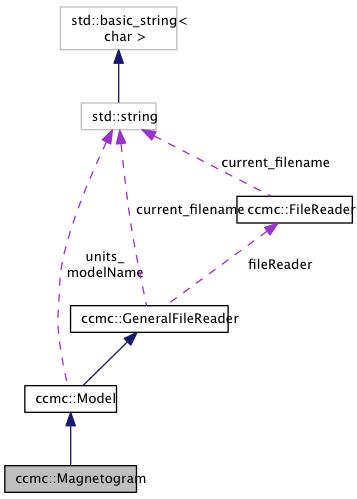 std::basic_string<
char >
std::string
current_filename
current_filename
ccmc::FileReader
units_
modelName
fileReader
ccmc::GeneralFileReader
ccmc::Model
ccmc::Magnetogram